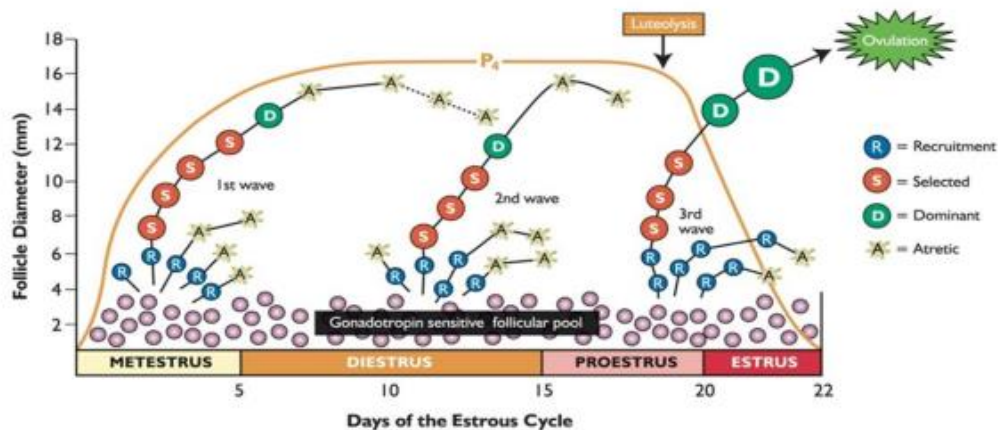 Luteolysis
Ovulation
P4
18
16
14
12
10
8
6
4
2
Follicle Diameter (mm)
A
A
A
A
D
S
S
S
S
1st wave
R
R
R
R
R
A
A
A
A
A
D
S
S
S
2nd wave
A
R
R
R
R
R
A
A
A
A
D
D
S
S
S
3rd
wave
R
R
R
R
R
R
R
A
A
R = Recruitment
S = Selected
D = Dominant
A = Atretic
Gonadotropin sensitive follicular pool
METESTRUS DIESTRUS PROESTRUS ESTRUS
5 10 15 20 22
Days of the Estrous Cycle